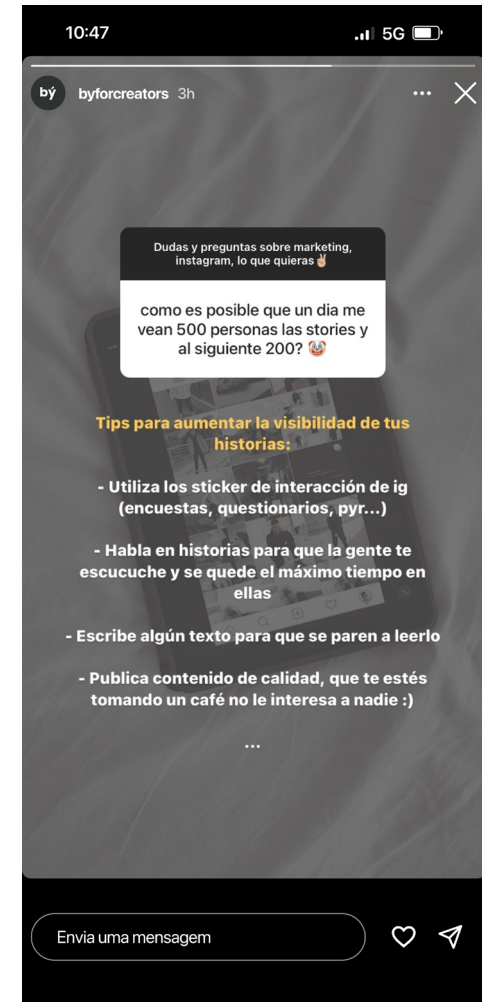 10:47
5G
bý
byforcreators 3h
Dudas y preguntas sobre marketing,
instagram, lo que quieras✌🏼
como es posible que un dia me
vean 500 personas las stories y
al siguiente 200? 🤡
Tips para aumentar la visibilidad de tus
historias:
- Utiliza los sticker de interacción de ig
(encuestas, questionarios, pyr...)
- Habla en historias para que la gente te
escucuche y se quede el máximo tiempo en
ellas
- Escribe algún texto para que se paren a leerlo
- Publica contenido de calidad, que te estés
tomando un café no le interesa a nadie :)
...
Envia uma mensagem